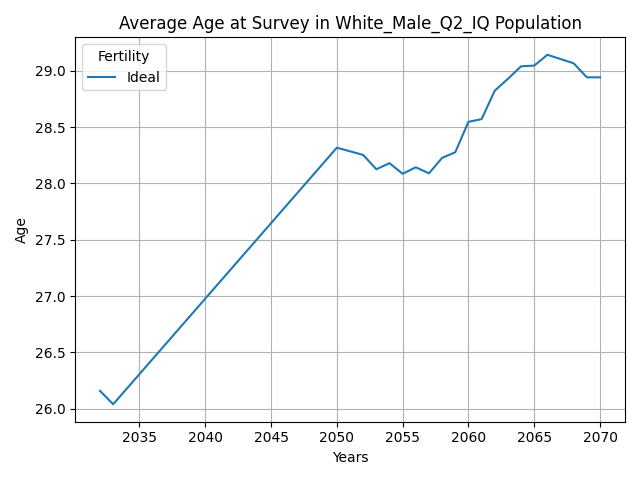 Average Age at Survey in White_Male_Q2_IQ Population
Fertility
Ideal
Age
29.0
28.5
28.0
27.5
27.0
26.5
26.0
2035 2040 2045 2050 2055 2060 2065 2070
Years